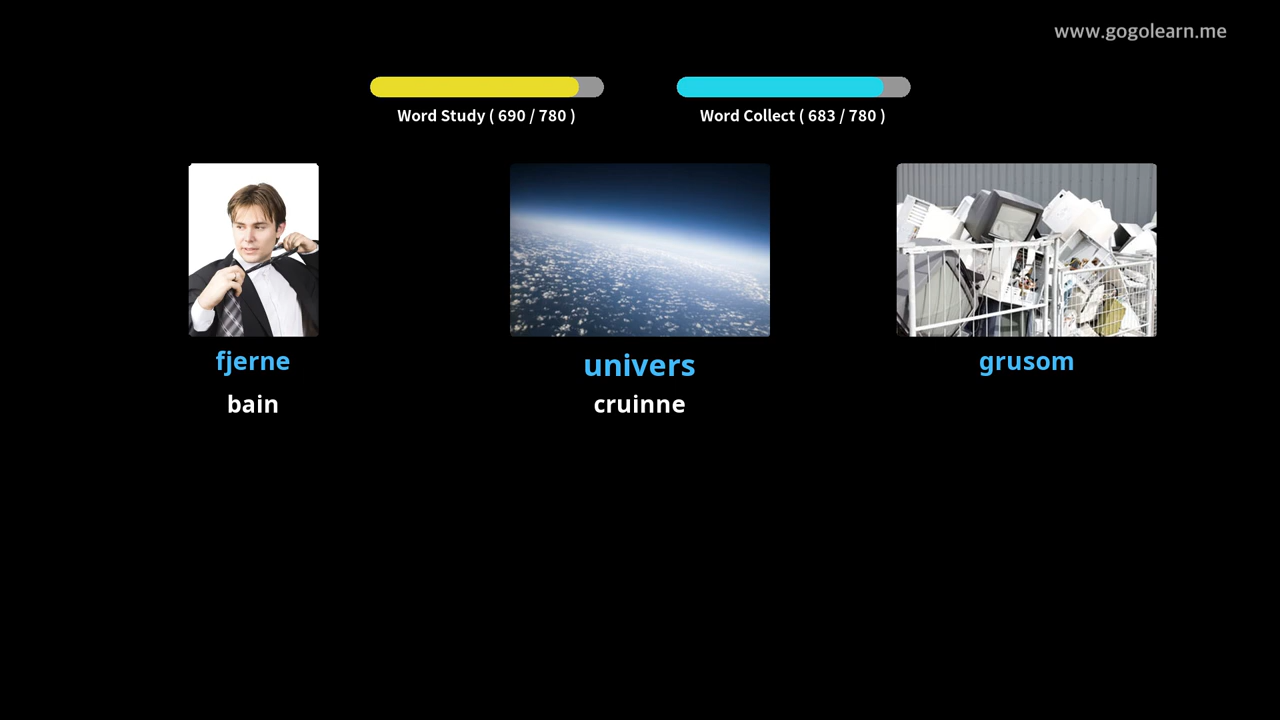 www.gogolearn.me
Word Study ( 690 / 780 )
Word Collect ( 683 / 780 )
fjerne
univers
grusom
bain
cruinne